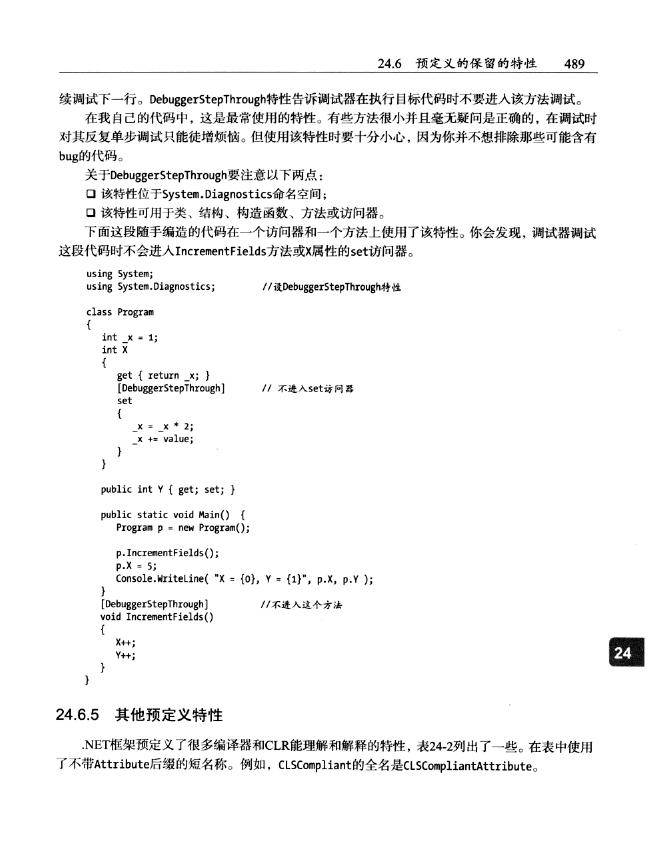 24.6 预定义的保留的特性 489
续调试下一行。DebuggerStepThrough特性告诉调试器在执行目标代码时不要进入该方法调试。
在我自己的代码中，这是最常使用的特性。有些方法很小并且毫无疑问是正确的，在调试时
对其反复单步调试只能徒增烦恼。但使用该特性时要十分小心，因为你并不想排除那些可能含有
bug的代码。
关于DebuggerStepThrough要注意以下两点：
❑ 该特性位于System.Diagnostics命名空间；
❑ 该特性可用于类、结构、构造函数、方法或访问器。
下面这段随手编造的代码在一个访问器和一个方法上使用了该特性。你会发现，调试器调试
这段代码时不会进入IncrementFields方法或X属性的set访问器。
using System;
using System.Diagnostics; //设DebuggerStepThrough特性
class Program
{
int _x = 1;
int X
{
get { return _x; }
[DebuggerStepThrough] // 不进入set访问器
set
{
_x = _x * 2;
_x += value;
}
}
public int Y { get; set; }
public static void Main() {
Program p = new Program();
p.IncrementFields();
p.X = 5;
Console.WriteLine( "X = {0}, Y = {1}", p.X, p.Y );
}
[DebuggerStepThrough] //不进入这个方法
void IncrementFields()
{
X++;
Y++;
}
}
24
24.6.5 其他预定义特性
.NET框架预定义了很多编译器和CLR能理解和解释的特性，表24-2列出了一些。在表中使用
了不带Attribute后缀的短名称。例如，CLSCompliant的全名是CLSCompliantAttribute。